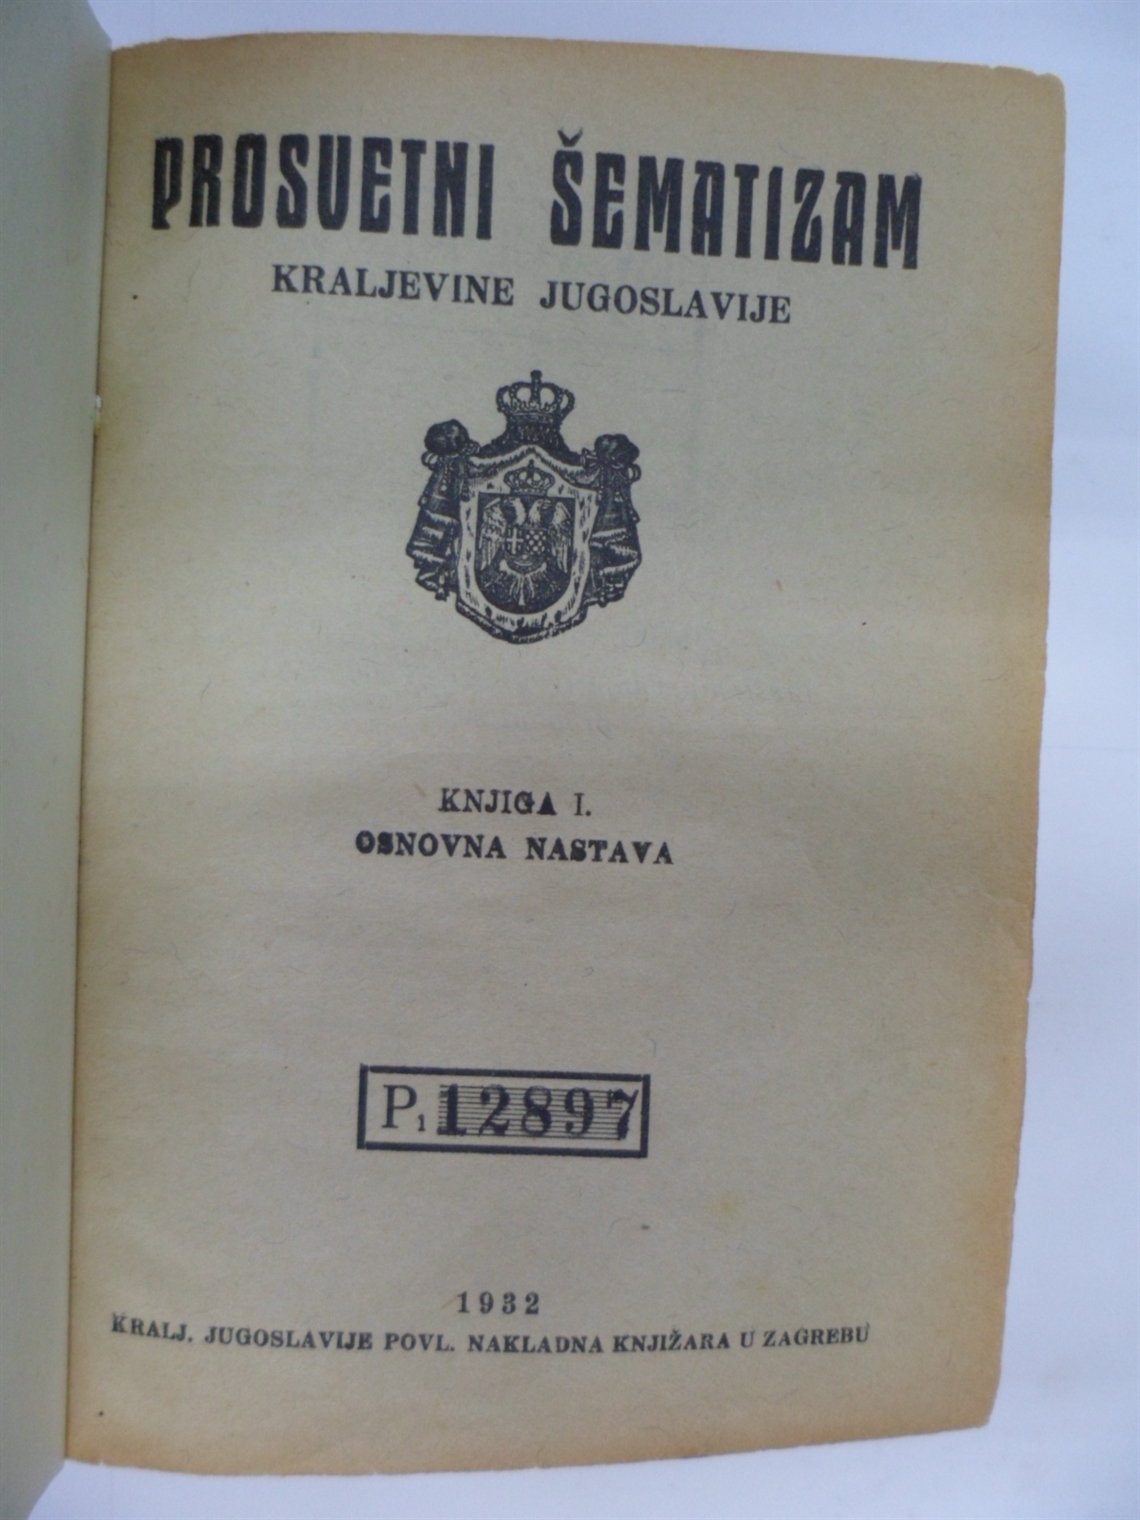 PROSVETNI ŠEMATIZAM
KRALJEVINE JUGOSLAVIJE
KNJIGA I.
OSNOVNA NASTAVA
P1 12897
1932
KRALJ. JUGOSLAVIJE POVL. NAKLADNA KNJIŽARA U ZAGREBU